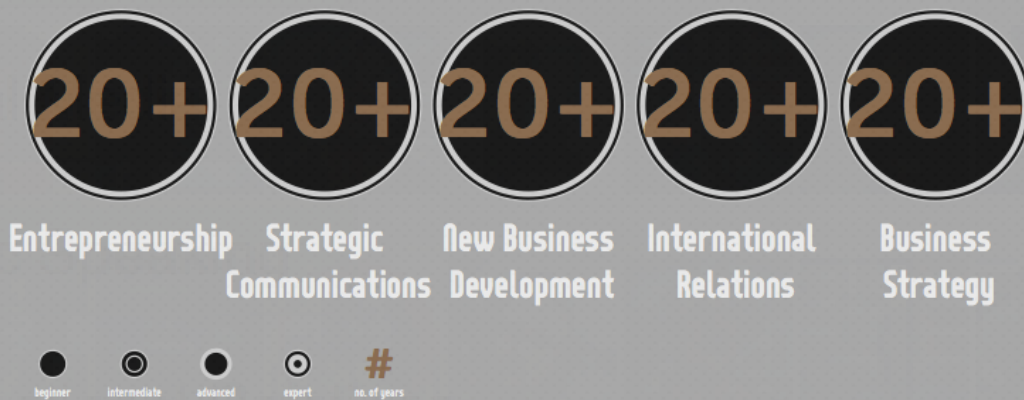 20+ 20+ 20+ 20+ 20+
Entrepreneurship Strategic New Business International Business
Communications Development Relations Strategy
beginner intermediate advanced expert # no. of years